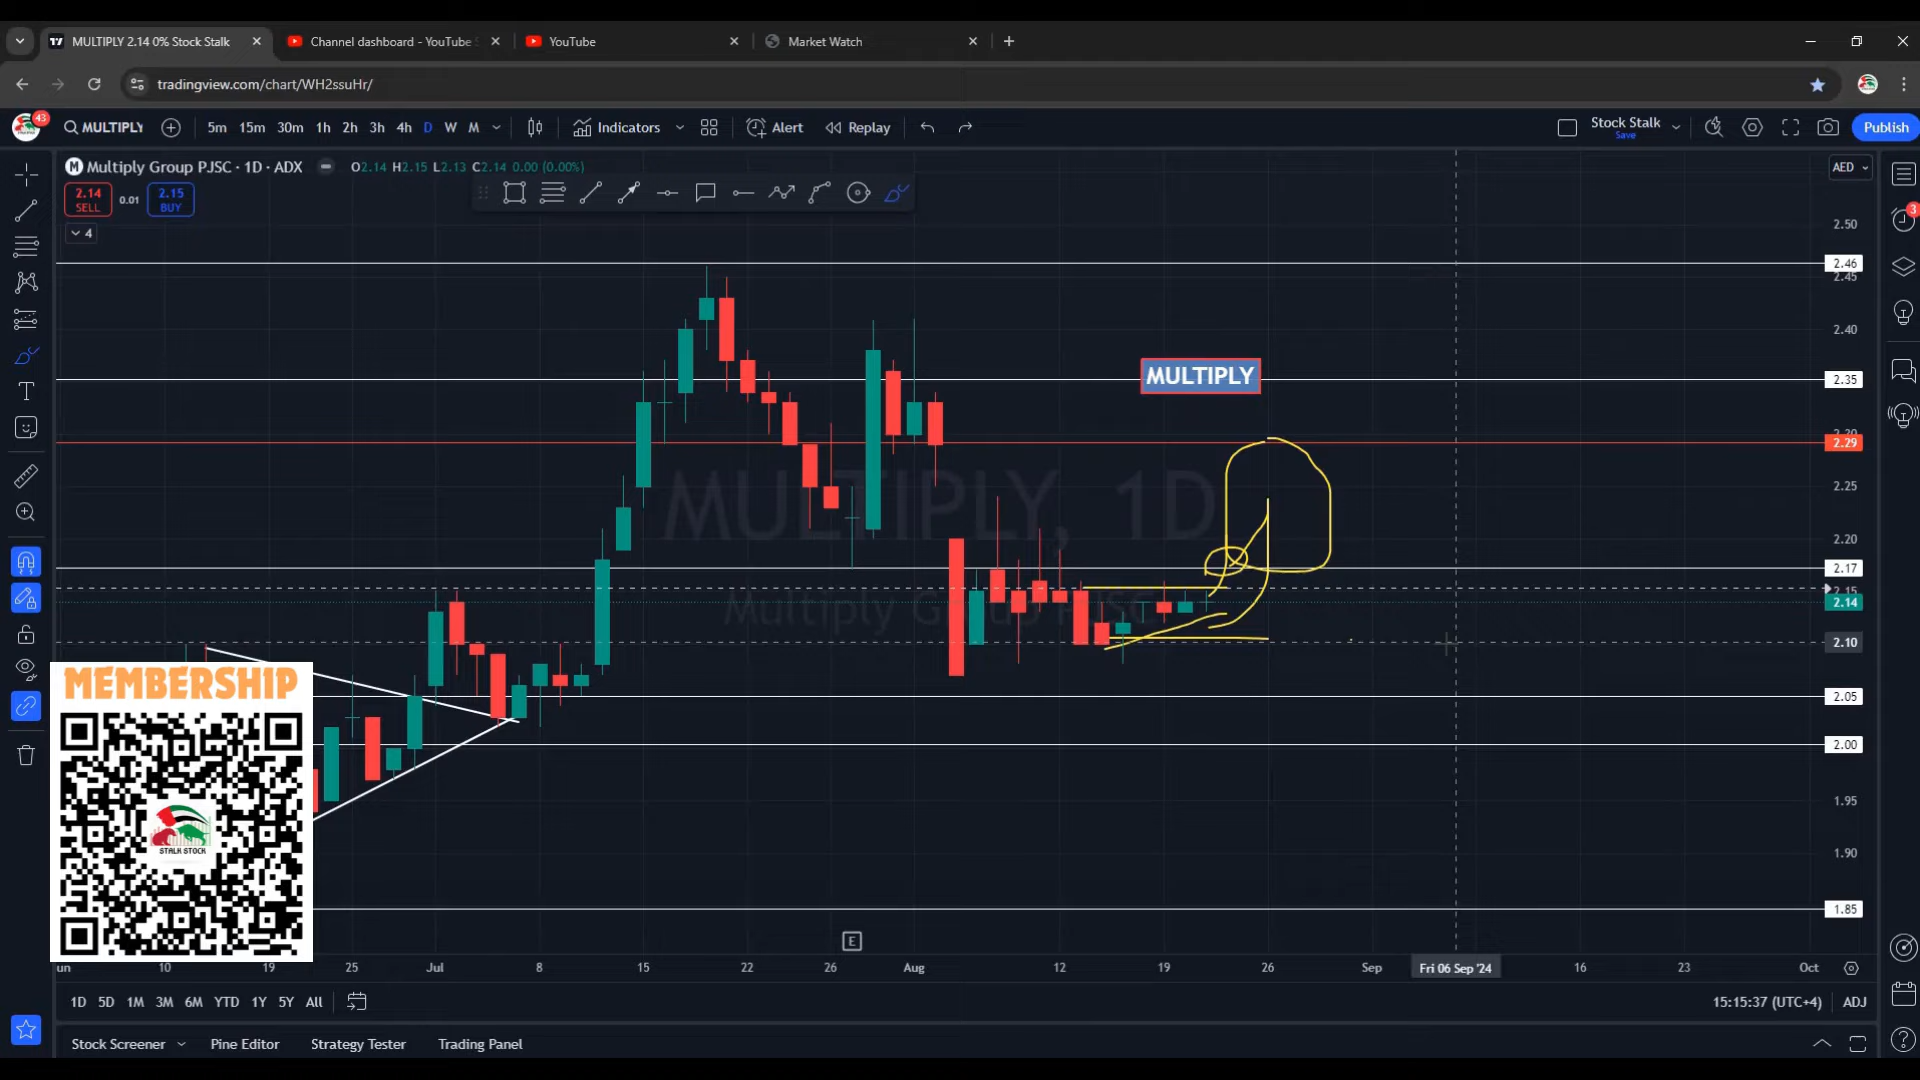 MULTIPLY 2.14 0% Stock Stalk
Channel dashboard - YouTube S
YouTube
Market Watch
tradingview.com/chart/WH2ssuHr/
43
MULTIPLY
5m 15m 30m 1h 2h 3h 4h D W M
Indicators
Alert
Replay
Stock Stalk
Save
Publish
M Multiply Group PJSC · 1D · ADX
O2.14 H2.15 L2.13 C2.14 0.00 (0.00%)
AED
2.14
SELL
0.01
2.15
BUY
4
3
2.50
2.46
2.45
2.40
MULTIPLY
2.35
2.29
MULTIPLY, 1D
2.25
2.20
2.17
2.15
Multiply Group PJSC
2.14
2.10
MEMBERSHIP
2.05
2.00
1.95
STALK STOCK
1.90
1.85
E
un 10 19 25 Jul 8 15 22 26 Aug 12 19 26 Sep Fri 06 Sep '24 16 23 Oct
1D 5D 1M 3M 6M YTD 1Y 5Y All
15:15:37 (UTC+4) ADJ
Stock Screener
Pine Editor
Strategy Tester
Trading Panel